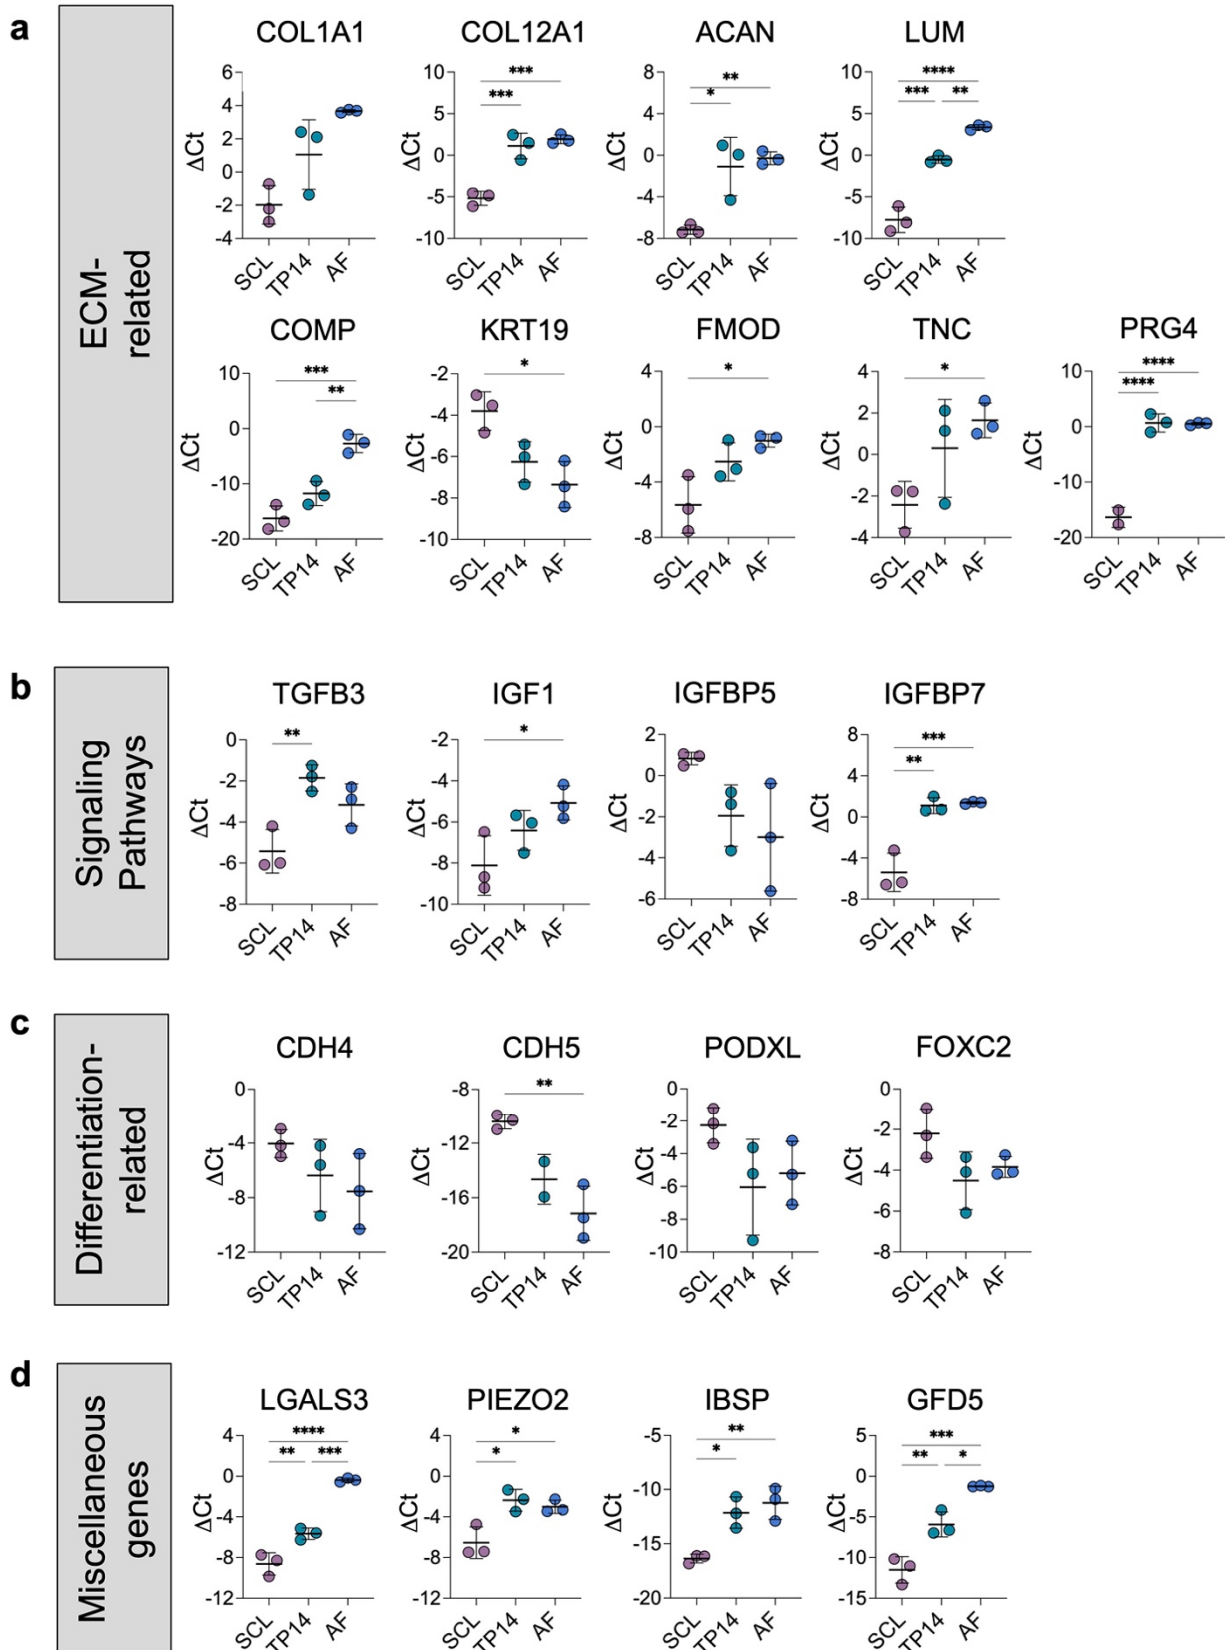 a
ECM-
related
COL1A1
COL12A1
ACAN
LUM
ΔCt
6
4
2
0
-2
-4
SCL
TP14
AF
ΔCt
10
5
0
-5
-10
***
***
SCL
TP14
AF
ΔCt
8
4
0
-4
-8
**
*
SCL
TP14
AF
ΔCt
10
5
0
-5
-10
****
***
**
SCL
TP14
AF
COMP
KRT19
FMOD
TNC
PRG4
ΔCt
10
0
-10
-20
***
**
SCL
TP14
AF
ΔCt
-2
-4
-6
-8
-10
*
SCL
TP14
AF
ΔCt
4
0
-4
-8
*
SCL
TP14
AF
ΔCt
4
2
0
-2
-4
*
SCL
TP14
AF
ΔCt
10
0
-10
-20
****
****
SCL
TP14
AF
b
Signaling
Pathways
TGFB3
IGF1
IGFBP5
IGFBP7
ΔCt
0
-2
-4
-6
-8
**
SCL
TP14
AF
ΔCt
-2
-4
-6
-8
-10
*
SCL
TP14
AF
ΔCt
2
0
-2
-4
-6
SCL
TP14
AF
ΔCt
8
4
0
-4
-8
***
**
SCL
TP14
AF
c
Differentiation-
related
CDH4
CDH5
PODXL
FOXC2
ΔCt
0
-4
-8
-12
SCL
TP14
AF
ΔCt
-8
-12
-16
-20
**
SCL
TP14
AF
ΔCt
0
-2
-4
-6
-8
-10
SCL
TP14
AF
ΔCt
0
-2
-4
-6
-8
SCL
TP14
AF
d
Miscellaneous
genes
LGALS3
PIEZO2
IBSP
GFD5
ΔCt
4
0
-4
-8
-12
****
**
***
SCL
TP14
AF
ΔCt
4
0
-4
-8
-12
*
*
SCL
TP14
AF
ΔCt
-5
-10
-15
-20
**
*
SCL
TP14
AF
ΔCt
5
0
-5
-10
-15
***
**
*
SCL
TP14
AF